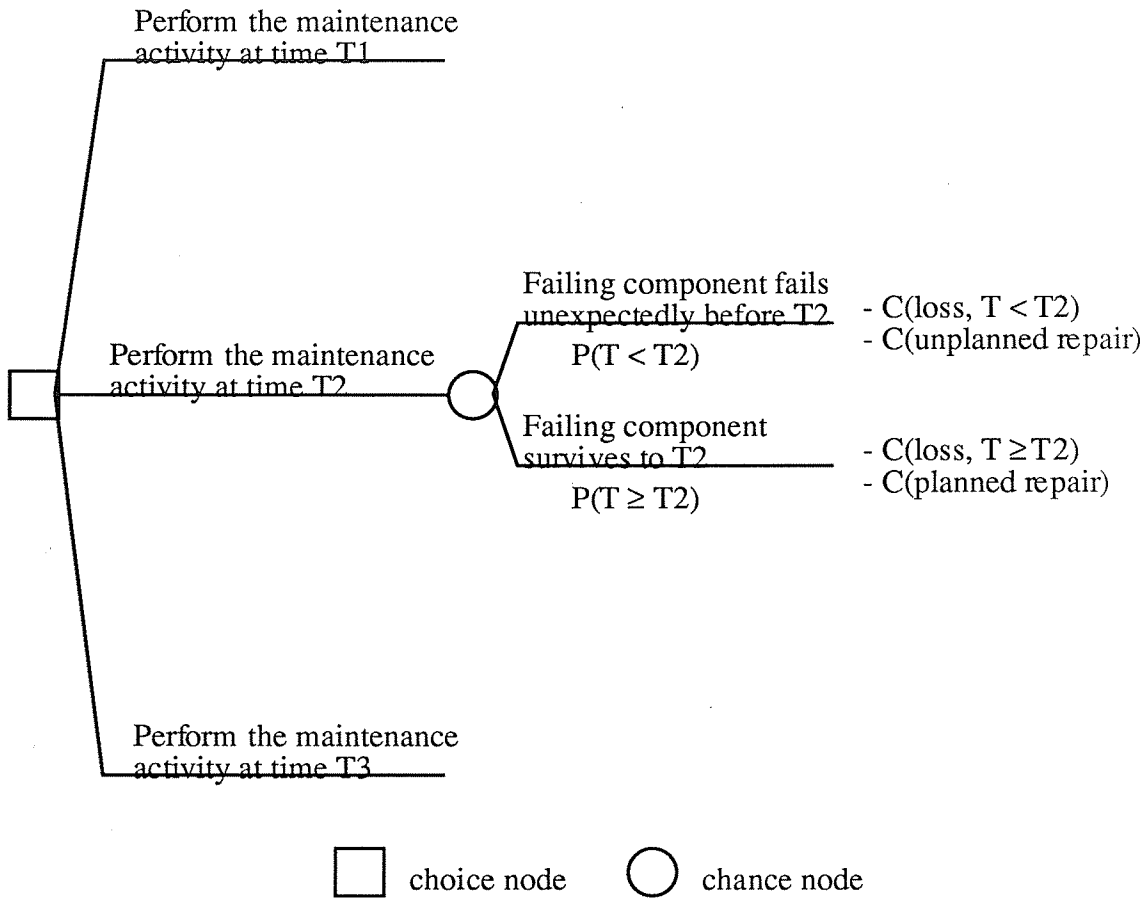 Perform the maintenance
activity at time T1
Failing component fails
unexpectedly before T2
- C(loss, T < T2)
- C(unplanned repair)
P(T < T2)
Perform the maintenance
activity at time T2
Failing component
survives to T2
- C(loss, T ≥ T2)
- C(planned repair)
P(T ≥ T2)
Perform the maintenance
activity at time T3
choice node
chance node